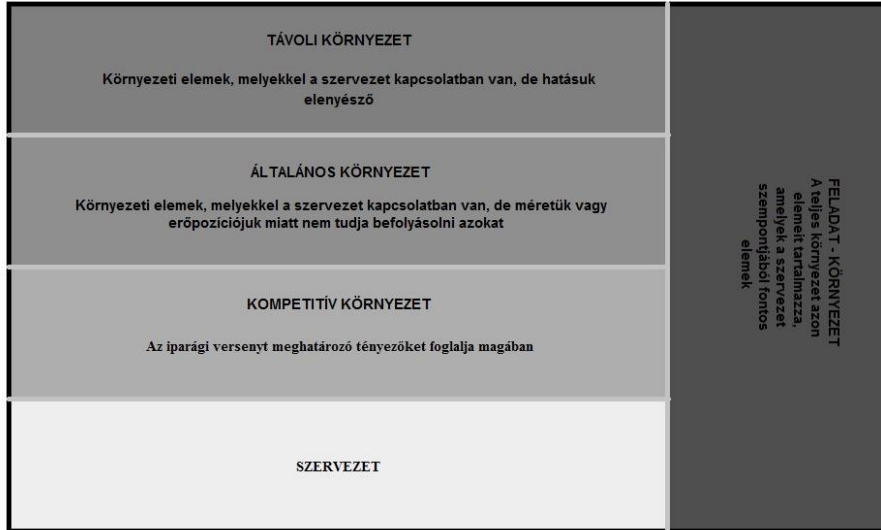 TÁVOLI KÖRNYEZET
Környezeti elemek, melyekkel a szervezet kapcsolatban van, de hatásuk
elenyésző
ÁLTALÁNOS KÖRNYEZET
Környezeti elemek, melyekkel a szervezet kapcsolatban van, de méretük vagy
erőpozíciójuk miatt nem tudja befolyásolni azokat
KOMPETITÍV KÖRNYEZET
Az iparági versenyt meghatározó tényezőket foglalja magában
SZERVEZET
FELADAT - KÖRNYEZET
A teljes környezet azon
elemeit tartalmazza,
amelyek a szervezet
szempontjából fontos
elemek